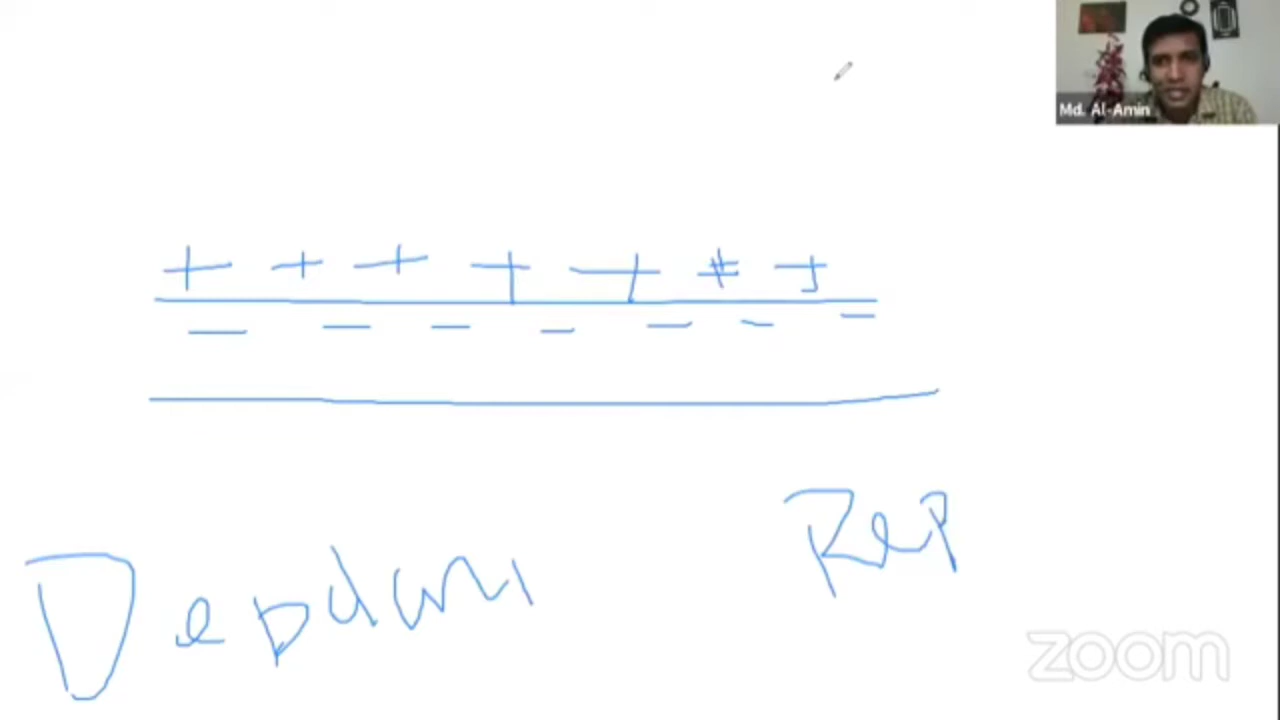 Md. Al-Amin
+ + + + + + +
- - - - - - -
Rep
zoom